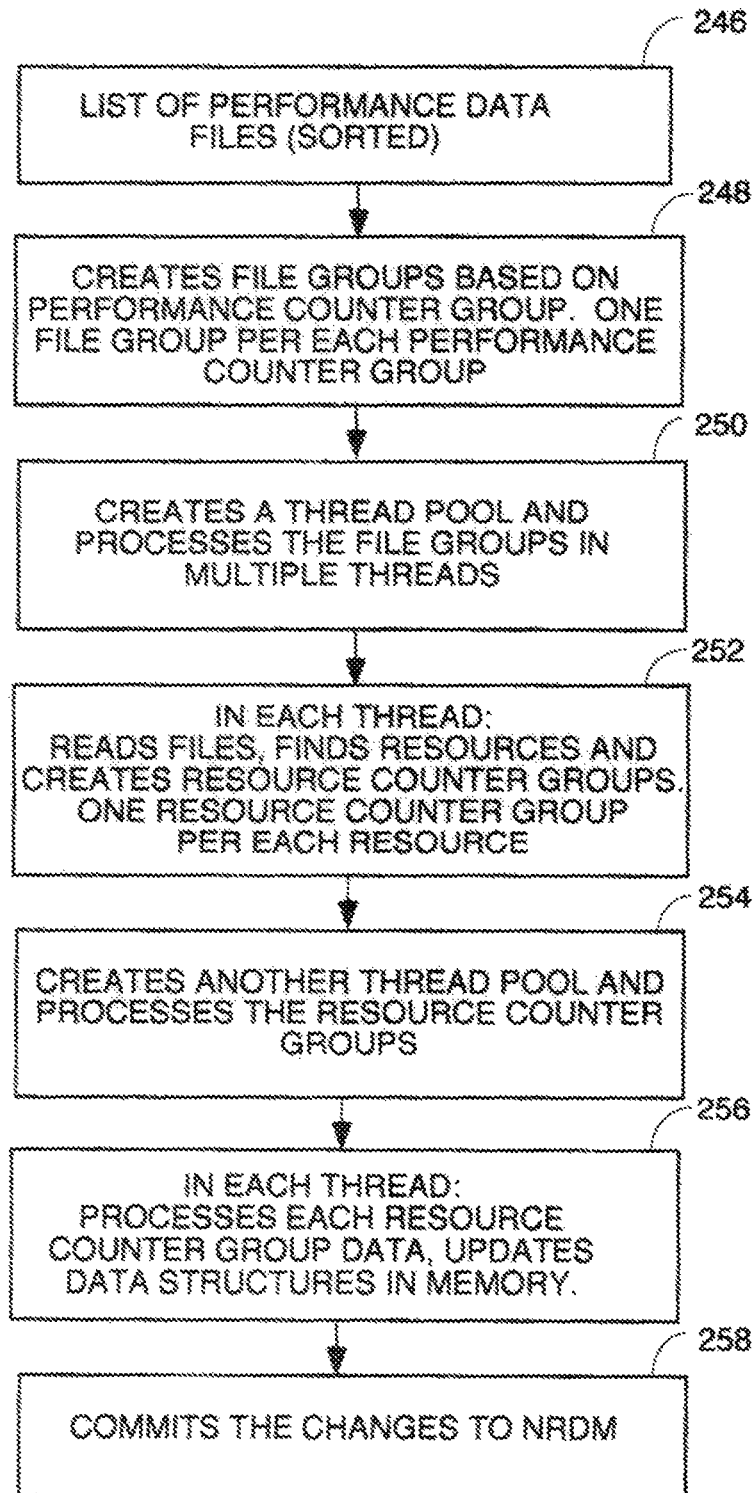 246
LIST OF PERFORMANCE DATA
FILES (SORTED)
248
CREATES FILE GROUPS BASED ON
PERFORMANCE COUNTER GROUP. ONE
FILE GROUP PER EACH PERFORMANCE
COUNTER GROUP
250
CREATES A THREAD POOL AND
PROCESSES THE FILE GROUPS IN
MULTIPLE THREADS
252
IN EACH THREAD:
READS FILES, FINDS RESOURCES AND
CREATES RESOURCE COUNTER GROUPS.
ONE RESOURCE COUNTER GROUP
PER EACH RESOURCE
254
CREATES ANOTHER THREAD POOL AND
PROCESSES THE RESOURCE COUNTER
GROUPS
256
IN EACH THREAD:
PROCESSES EACH RESOURCE
COUNTER GROUP DATA, UPDATES
DATA STRUCTURES IN MEMORY.
258
COMMITS THE CHANGES TO NRDM